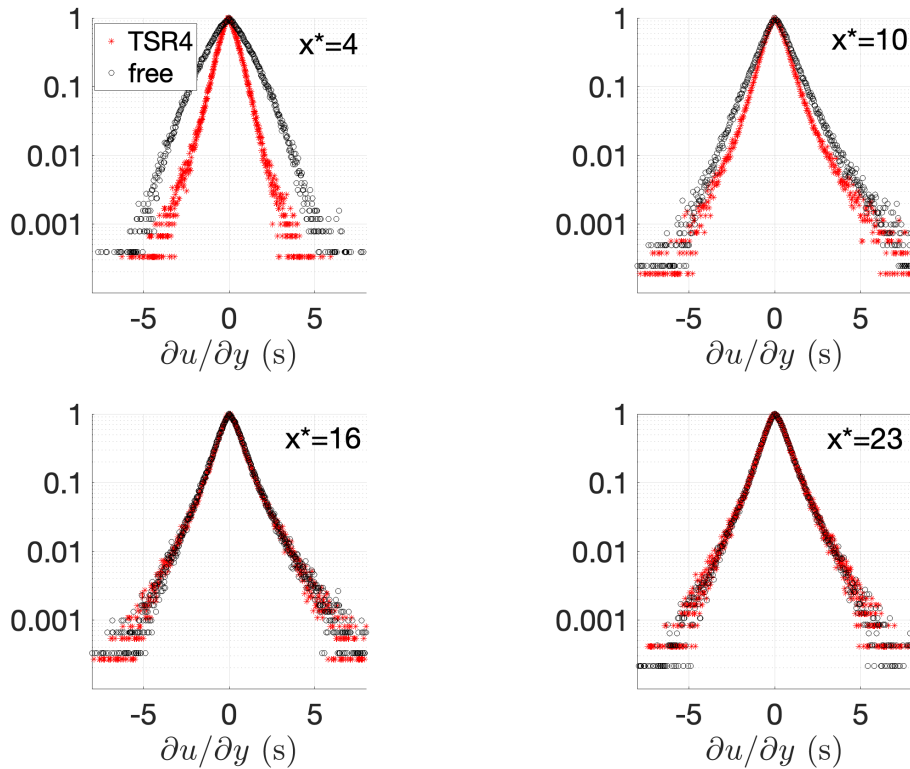 1
0.1
0.01
0.001
TSR4
free
x*=4
-5 0 5
∂u/∂y (s)
1
0.1
0.01
0.001
x*=10
-5 0 5
∂u/∂y (s)
1
0.1
0.01
0.001
x*=16
-5 0 5
∂u/∂y (s)
1
0.1
0.01
0.001
x*=23
-5 0 5
∂u/∂y (s)